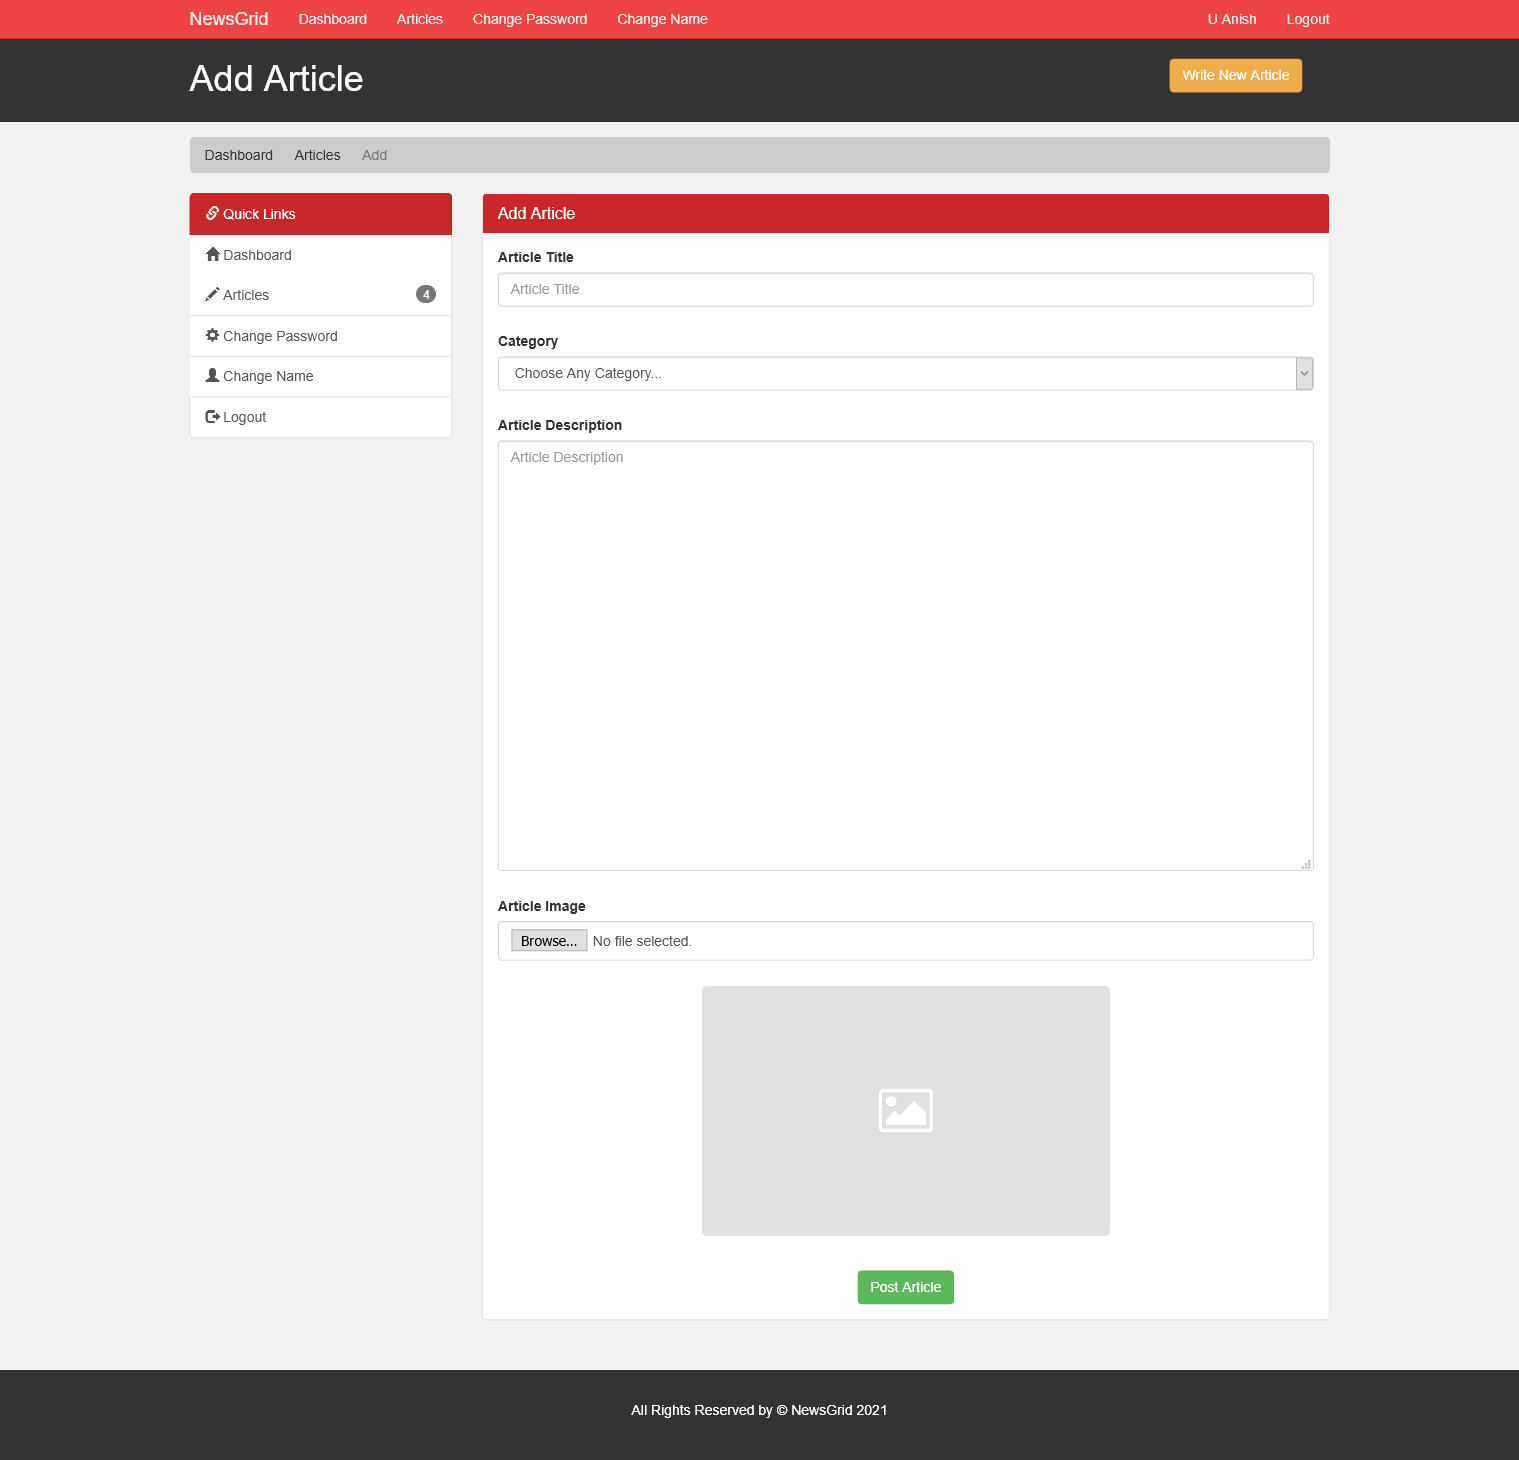 NewsGrid Dashboard Articles Change Password Change Name U Anish Logout
Add Article Write New Article
Dashboard Articles Add
Quick Links
Dashboard
Articles 4
Change Password
Change Name
Logout
Add Article
Article Title
Article Title
Category
Choose Any Category...
Article Description
Article Description
Article Image
Browse... No file selected.
Post Article
All Rights Reserved by © NewsGrid 2021